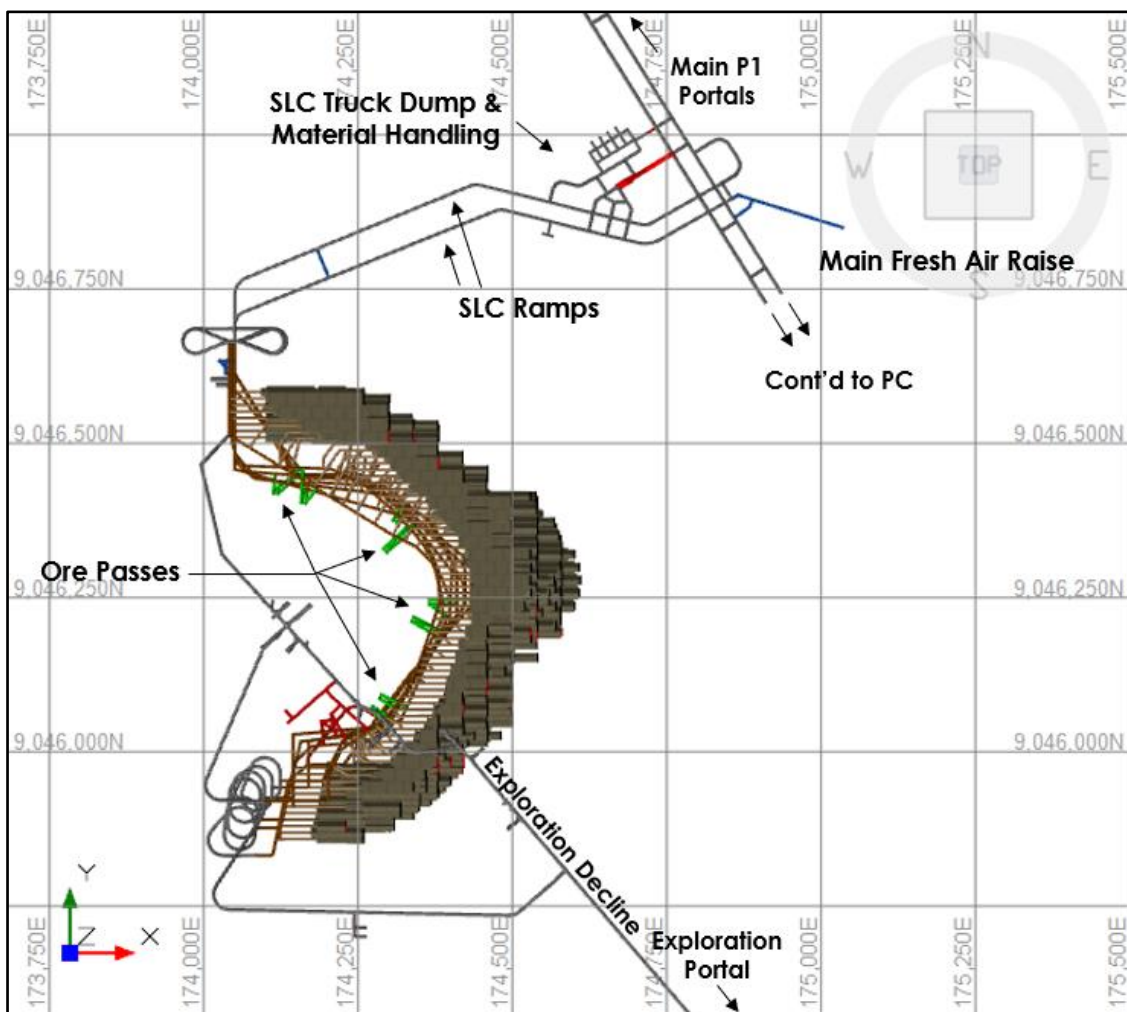 173,750E
174,000E
174,250E
174,500E
174,750E
175,000E
175,250E
175,500E
Main P1
Portals
SLC Truck Dump &
Material Handling
N
W
TOP
E
S
Main Fresh Air Raise
9,046,750N
9,046,750N
SLC Ramps
Cont'd to PC
9,046,500N
9,046,500N
Ore Passes
9,046,250N
9,046,250N
9,046,000N
9,046,000N
Exploration Decline
Exploration
Portal
Y
Z
X
173,750E
174,000E
174,250E
174,500E
174,750E
175,000E
175,250E
175,500E